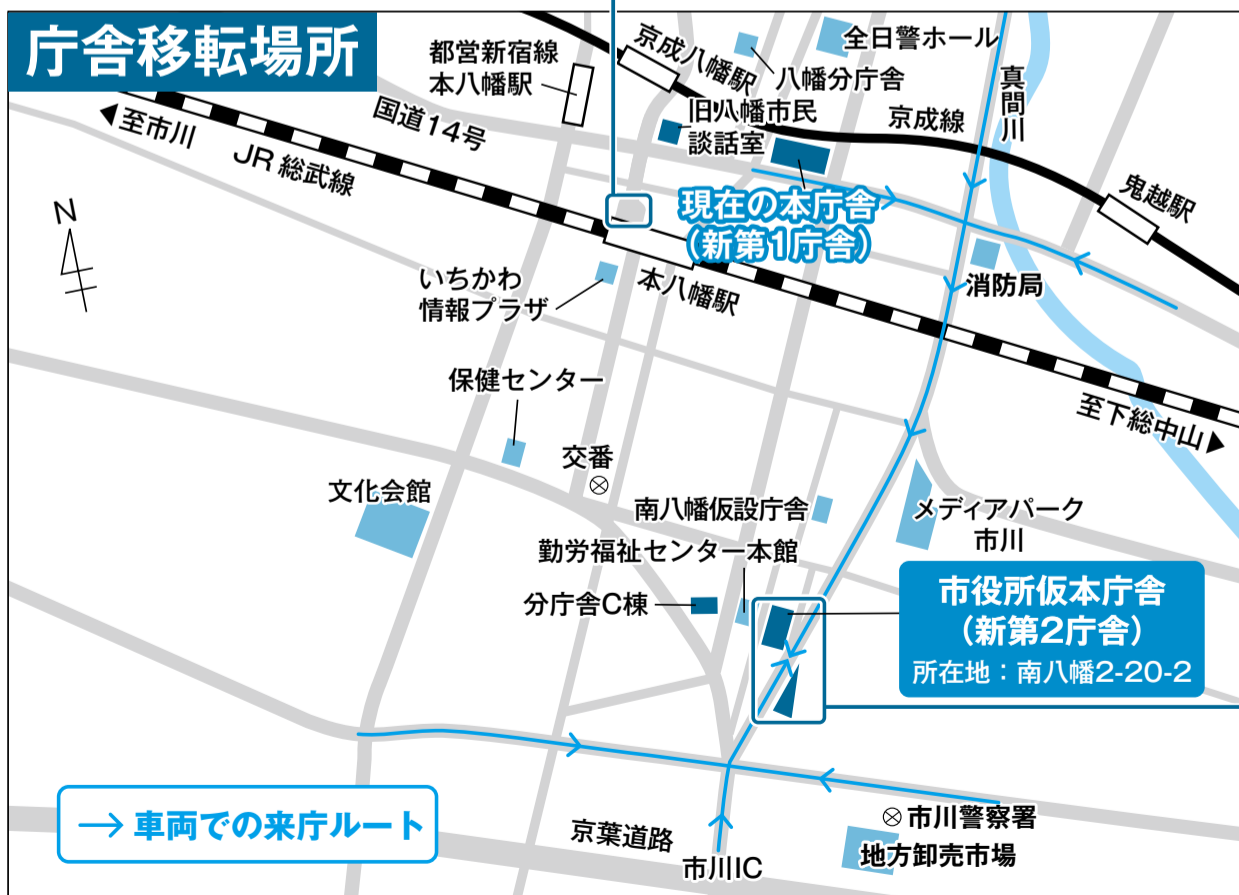 庁舎移転場所
都営新宿線
本八幡駅
京成八幡駅
全日警ホール
八幡分庁舎
真間川
至市川
国道14号
旧八幡市民
談話室
京成線
JR 総武線
鬼越駅
N
現在の本庁舎
(新第1庁舎)
いちかわ
情報プラザ
本八幡駅
消防局
保健センター
至下総中山
交番
文化会館
南八幡仮設庁舎
メディアパーク
市川
勤労福祉センター本館
分庁舎C棟
市役所仮本庁舎
(新第2庁舎)
所在地:南八幡2-20-2
→ 車両での来庁ルート
京葉道路
市川IC
市川警察署
地方卸売市場